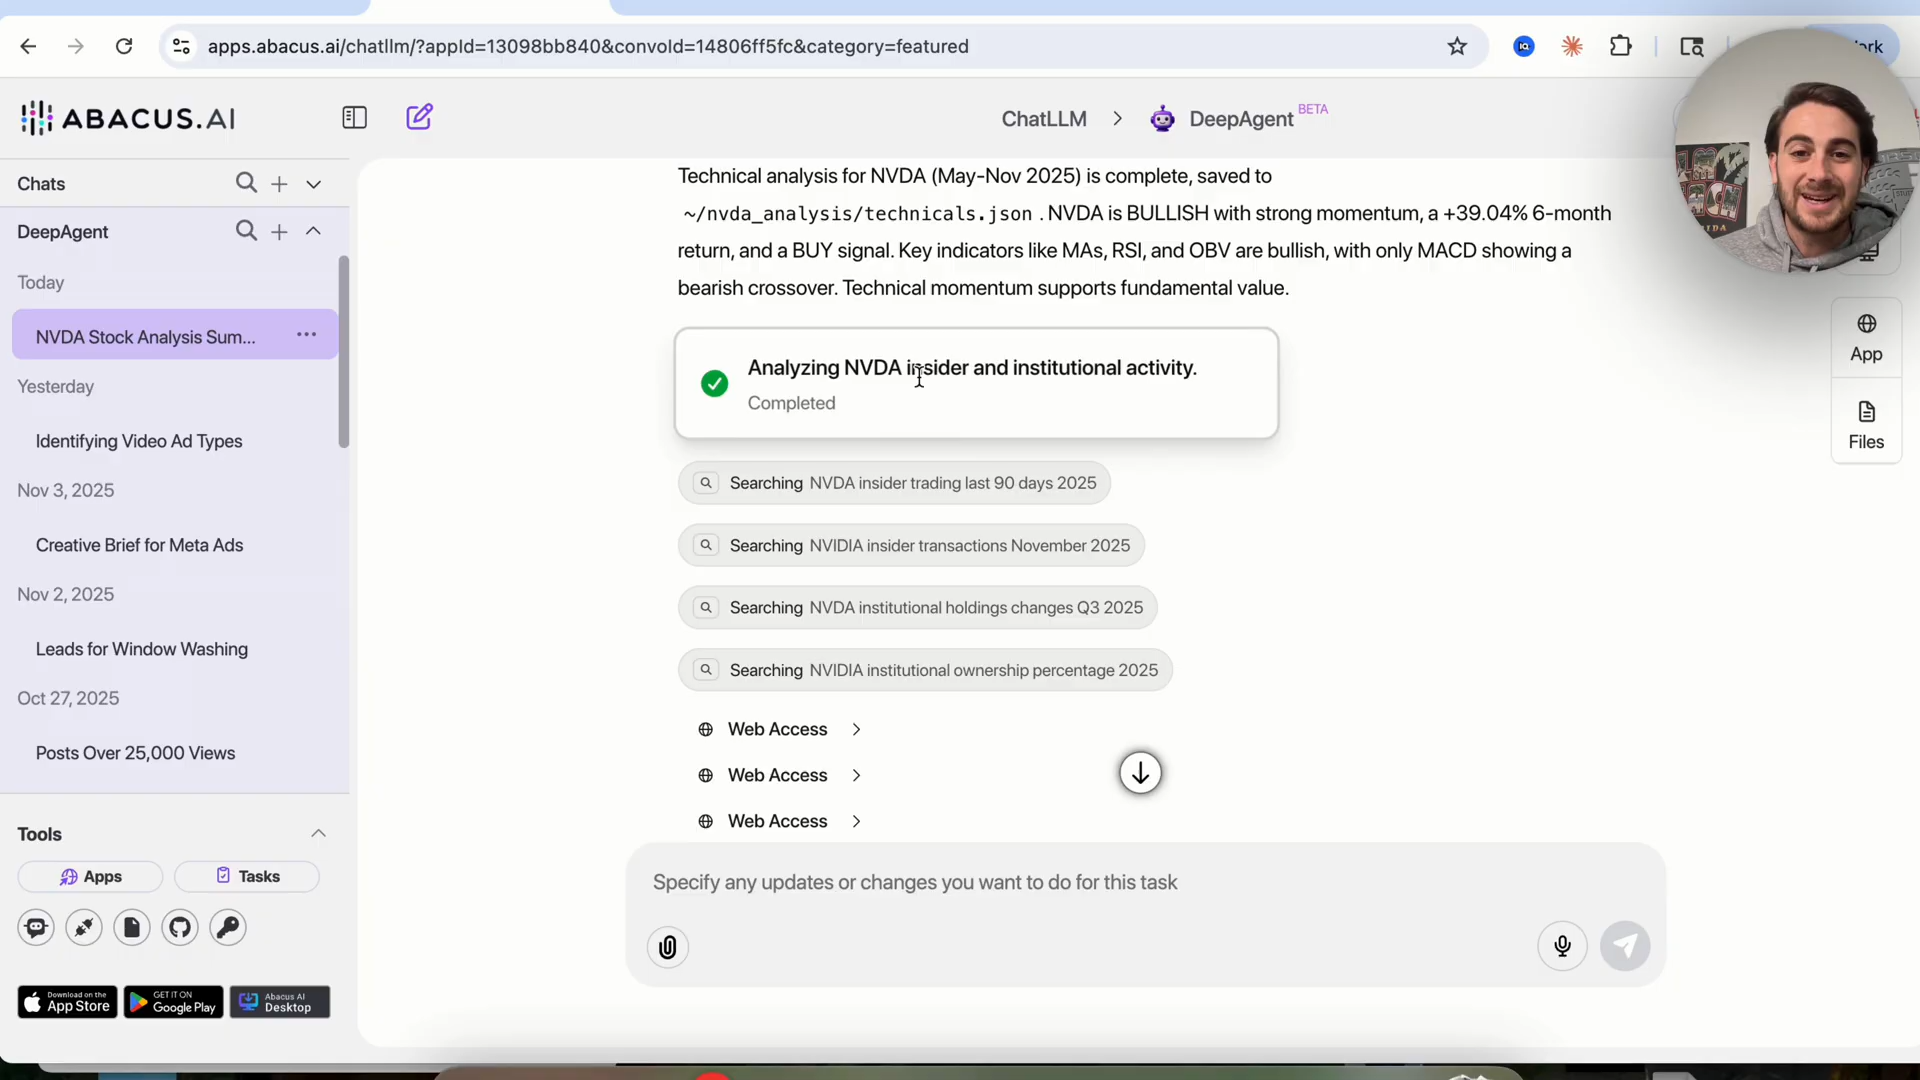 apps.abacus.ai/chatllm/?appId=13098bb840&convoId=14806ff5fc&category=featured
ABACUS.AI
ChatLLM
DeepAgent BETA
Chats
DeepAgent
Today
NVDA Stock Analysis Sum...
Yesterday
Identifying Video Ad Types
Nov 3, 2025
Creative Brief for Meta Ads
Nov 2, 2025
Leads for Window Washing
Oct 27, 2025
Posts Over 25,000 Views
Tools
Apps
Tasks
Download on the
App Store
GET IT ON
Google Play
Abacus AI
Desktop
Technical analysis for NVDA (May-Nov 2025) is complete, saved to
~/nvda_analysis/technicals.json . NVDA is BULLISH with strong momentum, a +39.04% 6-month
return, and a BUY signal. Key indicators like MAs, RSI, and OBV are bullish, with only MACD showing a
bearish crossover. Technical momentum supports fundamental value.
Analyzing NVDA insider and institutional activity.
Completed
Searching NVDA insider trading last 90 days 2025
Searching NVIDIA insider transactions November 2025
Searching NVDA institutional holdings changes Q3 2025
Searching NVIDIA institutional ownership percentage 2025
Web Access
Web Access
Web Access
Specify any updates or changes you want to do for this task
App
Files